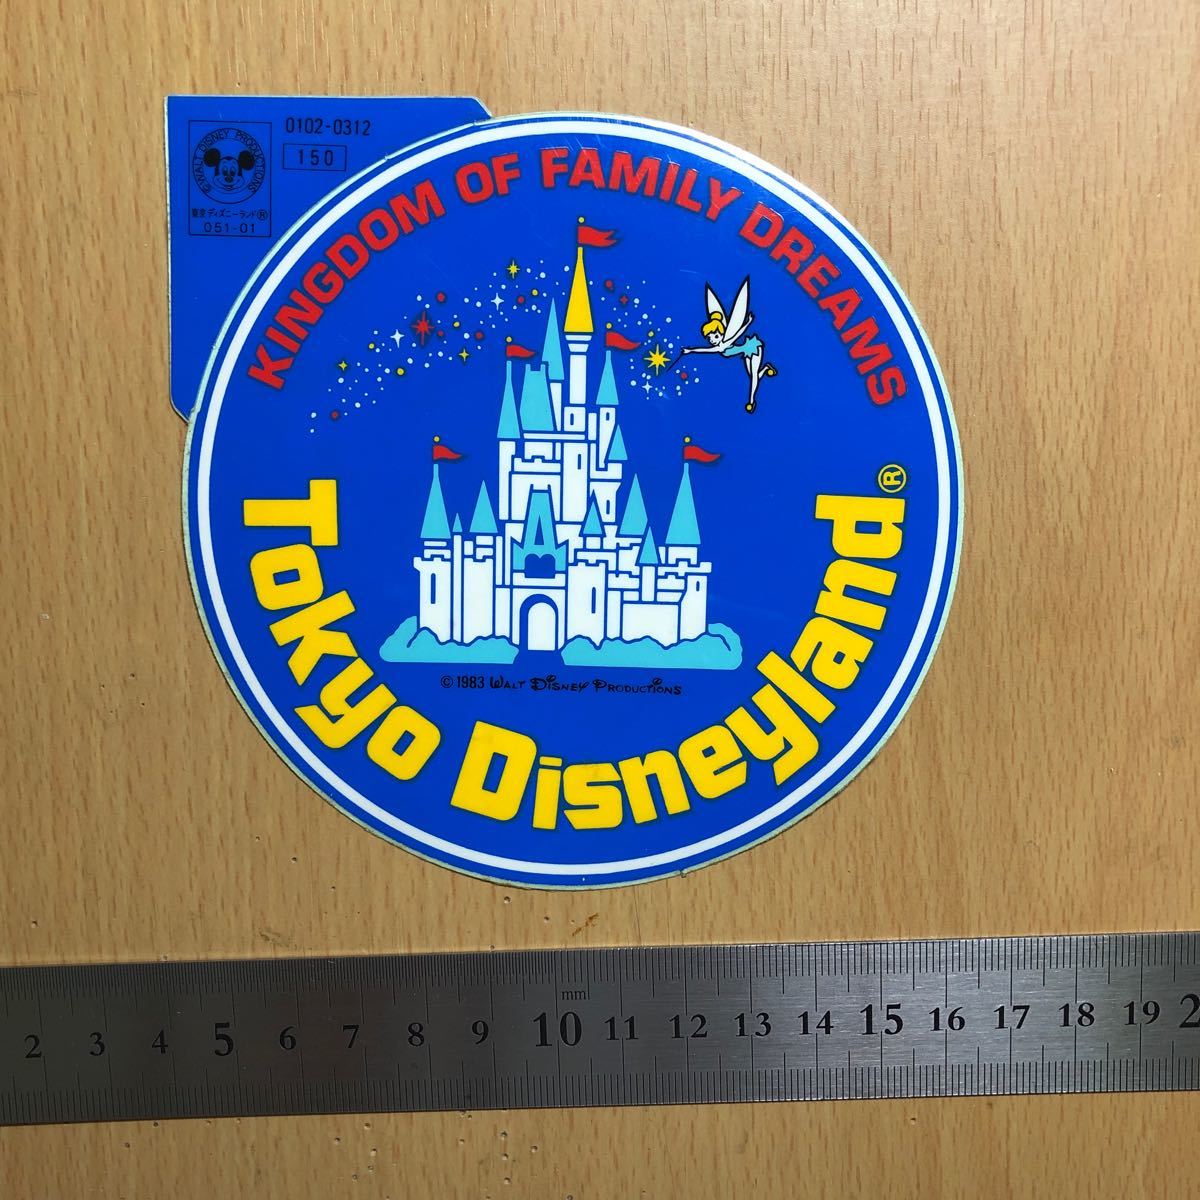 0102-0312
150
©WALT DISNEY PRODUCTIONS
東京ディズニーランド®
051-01
KINGDOM OF FAMILY DREAMS
Tokyo Disneyland®
© 1983 WALT DISNEY PRODUCTIONS
mm
2 3 4 5 6 7 8 9 10 11 12 13 14 15 16 17 18 19 2